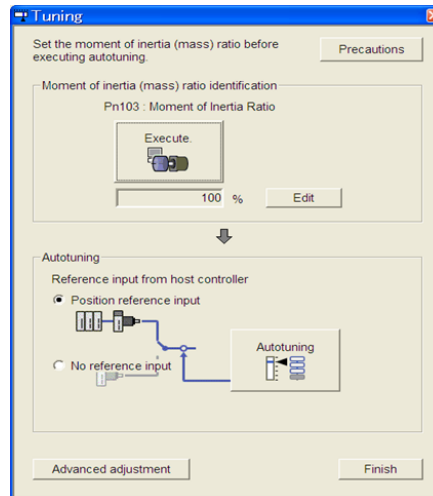 Tuning
Set the moment of inertia (mass) ratio before
executing autotuning.
Precautions
Moment of inertia (mass) ratio identification
Pn103 : Moment of Inertia Ratio
Execute.
100 %
Edit
Autotuning
Reference input from host controller
Position reference input
No reference input
Autotuning
Advanced adjustment
Finish